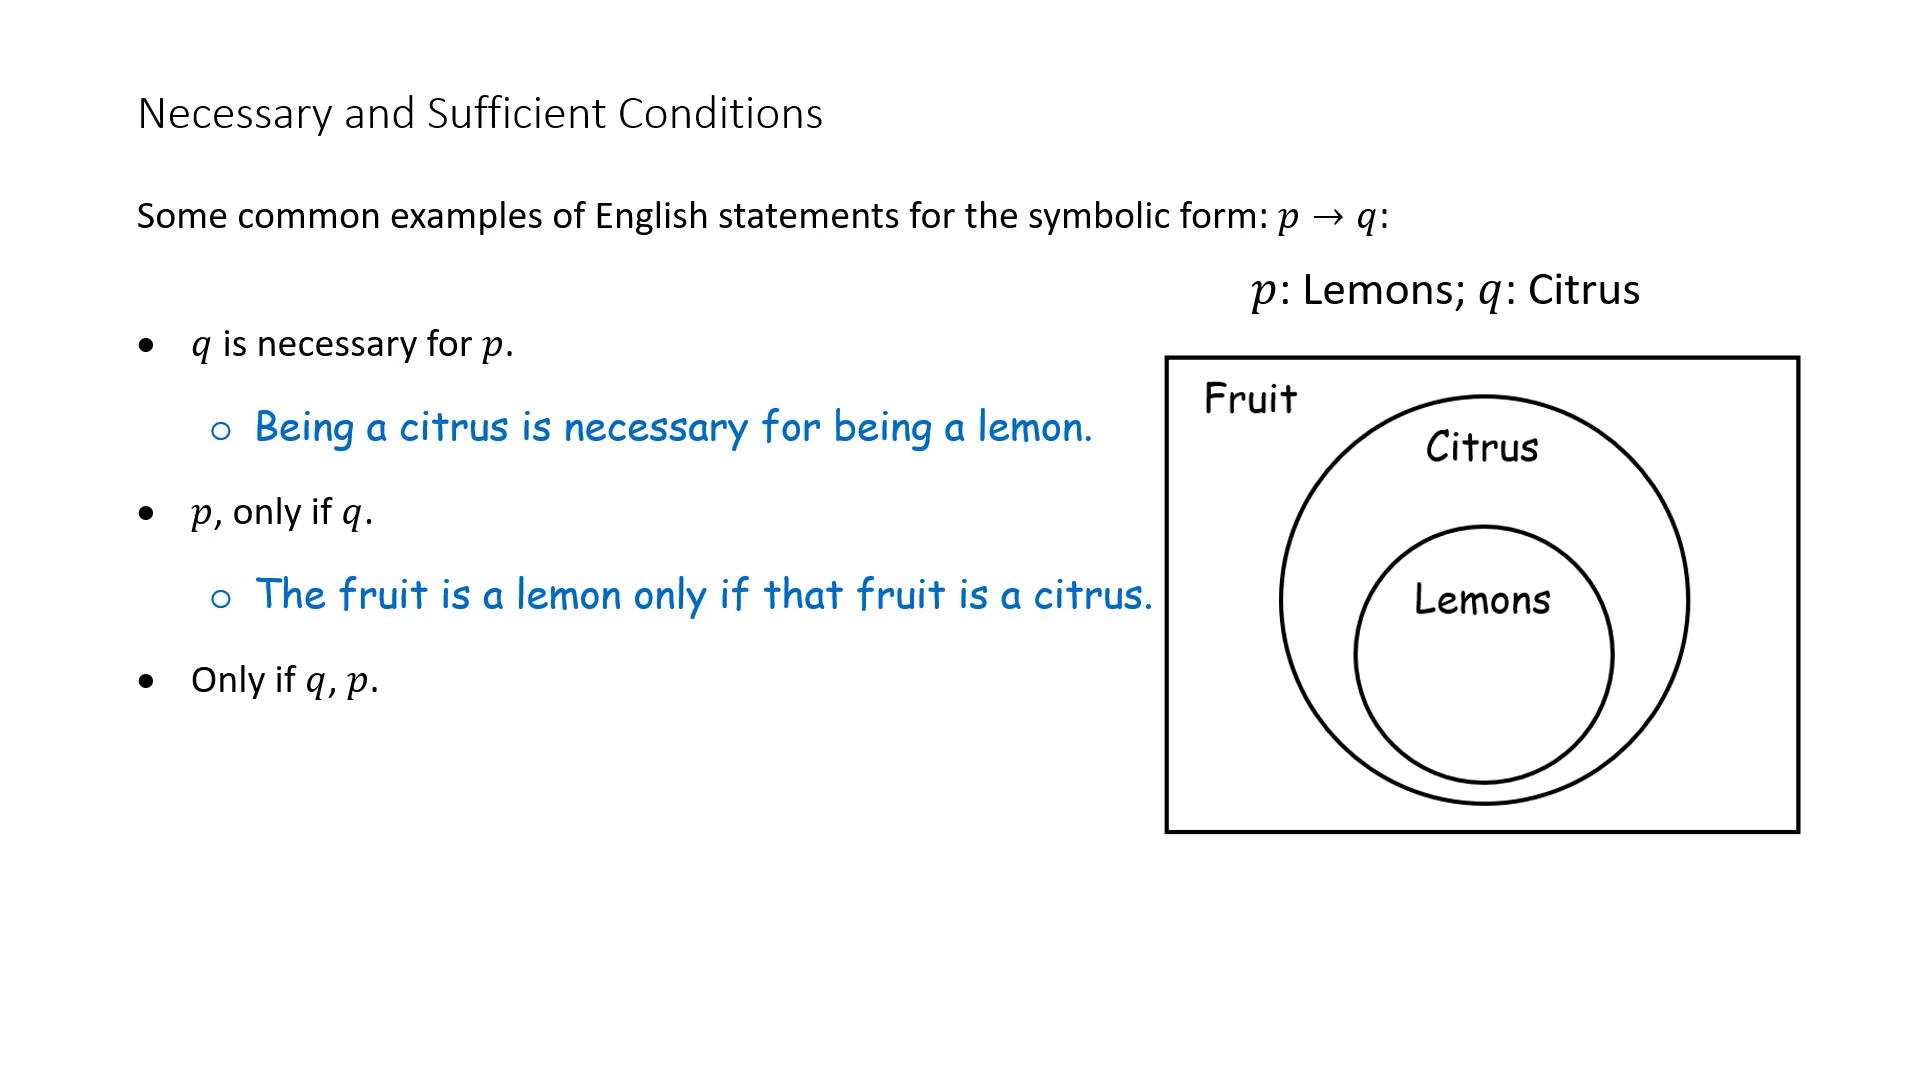 Necessary and Sufficient Conditions
Some common examples of English statements for the symbolic form: p → q:
p: Lemons; q: Citrus
• q is necessary for p.
○ Being a citrus is necessary for being a lemon.
• p, only if q.
○ The fruit is a lemon only if that fruit is a citrus.
• Only if q, p.
Fruit
Citrus
Lemons